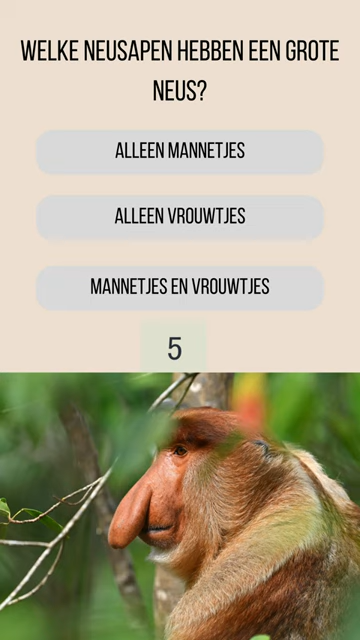 WELKE NEUSAPEN HEBBEN EEN GROTE
NEUS?
ALLEEN MANNETJES
ALLEEN VROUWTJES
MANNETJES EN VROUWTJES
5